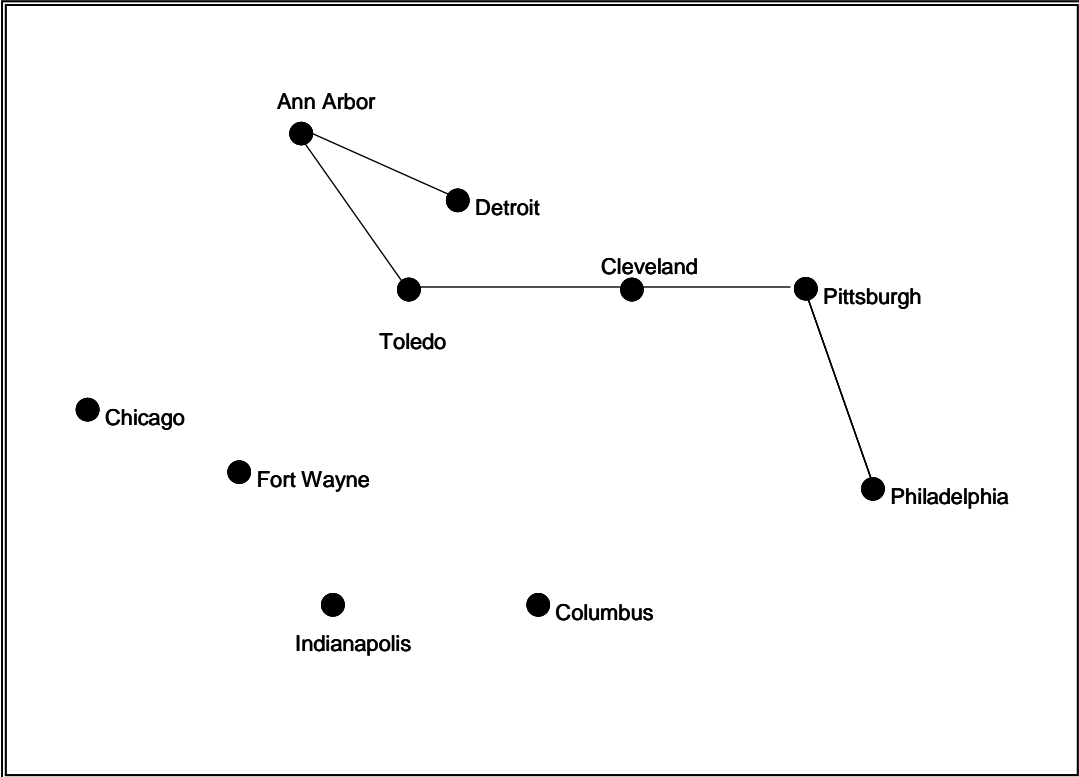 Ann Arbor
Detroit
Cleveland
Pittsburgh
Toledo
Chicago
Fort Wayne
Philadelphia
Columbus
Indianapolis